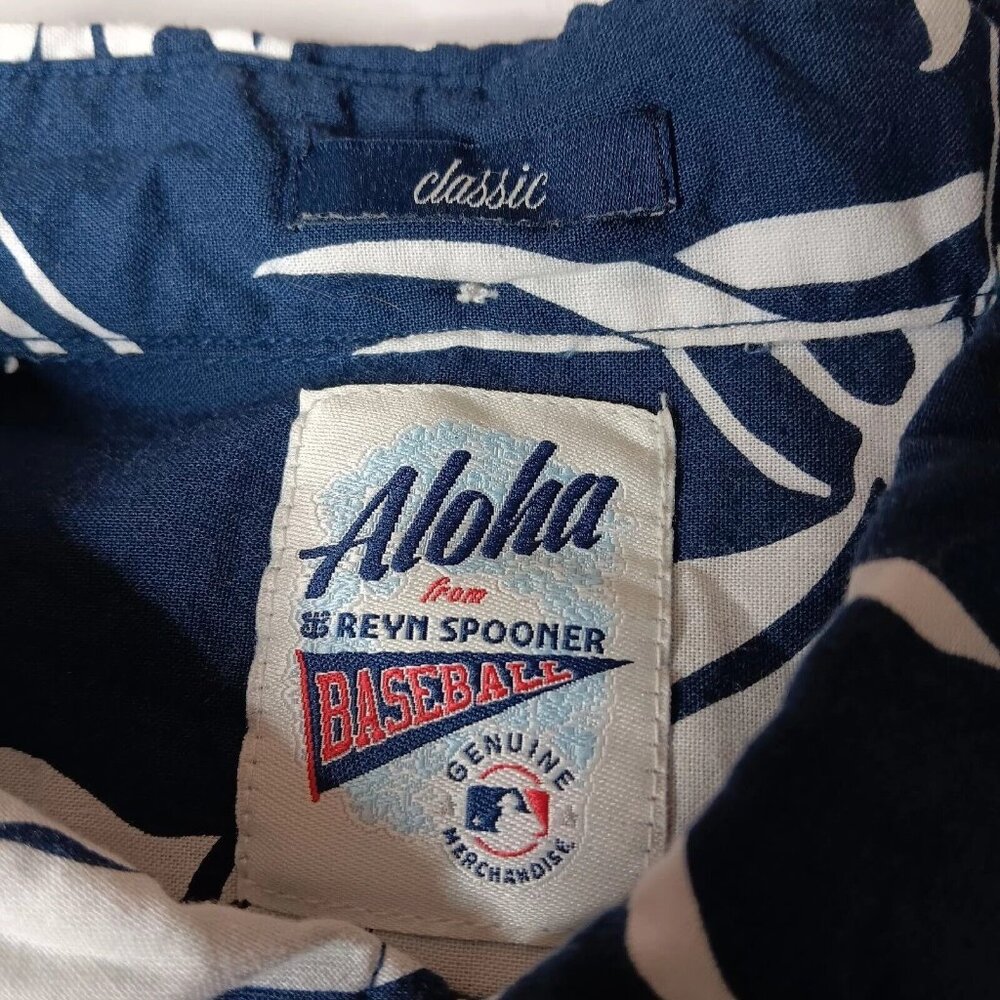 classic
Aloha
from
REYN SPOONER
BASEBALL
GENUINE
MERCHANDISE